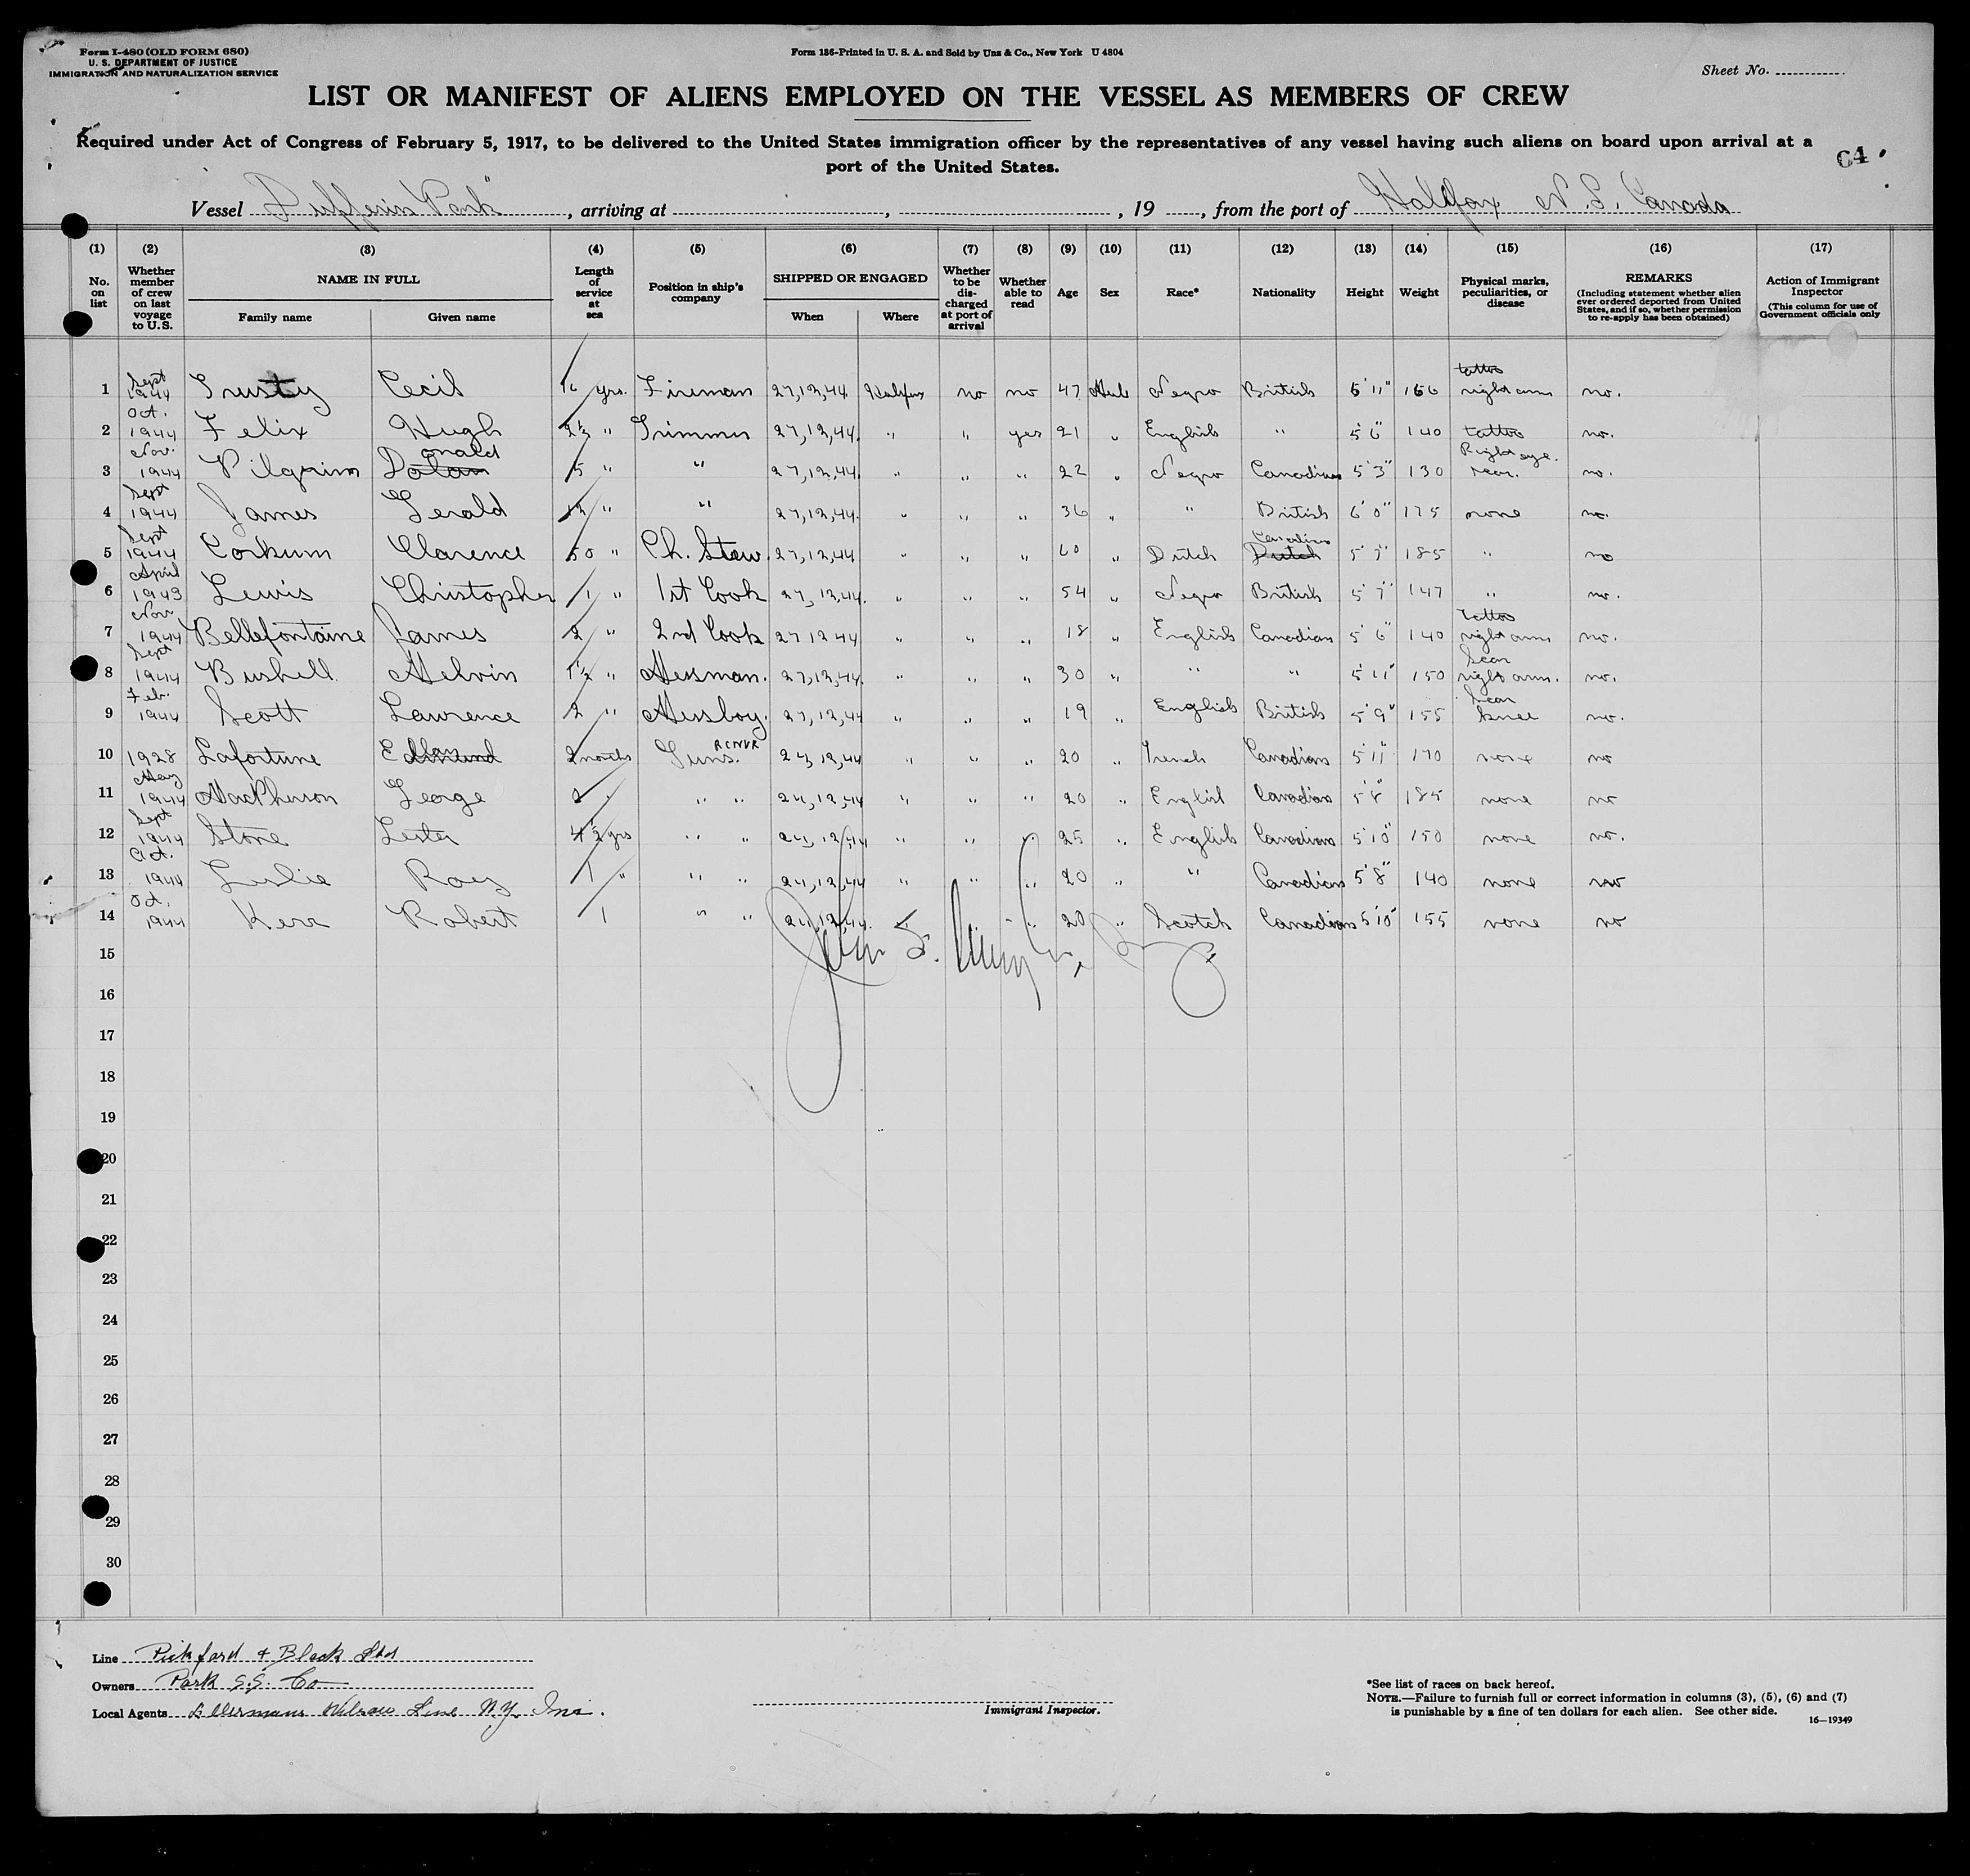 Form I-480 (OLD FORM 680)
U. S. DEPARTMENT OF JUSTICE
IMMIGRATION AND NATURALIZATION SERVICE
Form 136-Printed in U. S. A. and Sold by Unz & Co., New York U 4804
Sheet No.
LIST OR MANIFEST OF ALIENS EMPLOYED ON THE VESSEL AS MEMBERS OF CREW
Required under Act of Congress of February 5, 1917, to be delivered to the United States immigration officer by the representatives of any vessel having such aliens on board upon arrival at a
port of the United States.
C4
Vessel "Dufferin Park", arriving at , , 19 , from the port of Halifax N.S. Canada
(1) (2) (3) (4) (5) (6) (7) (8) (9) (10) (11) (12) (13) (14) (15) (16) (17)
No. on list Whether member of crew on last voyage to U.S. NAME IN FULL Family name Given name Length of service at sea Position in ship's company SHIPPED OR ENGAGED When Where Whether to be discharged at port of arrival Whether able to read Age Sex Race* Nationality Height Weight Physical marks, peculiarities, or disease REMARKS (Including statement whether alien ever ordered deported from United States, and if so, whether permission to re-apply has been obtained) Action of Immigrant Inspector (This column for use of Government officials only
1 Sept 1944 Trusty Cecil yrs. Fireman 27,12,44 Halifax no no 47 Male Negro British 5'11" 160 tattoo right arm no.
2 Oct. 1944 Felix Hugh 2½ " Trimmer 27,12,44. " " yes 21 " English " 5'6" 140 tattoo no.
3 Nov. 1944 Pilgrim Donald 5 " " 27,12,44. " " " 22 " Negro Canadian 5'3" 130 Right eye. scar. no.
4 Sept 1944 James Gerald 1½ " " 27,12,44. " " " 36 " " British 6'0" 175 none no.
5 Sept 1944 Corkum Clarence 50 " Ch. Stew. 27,12,44 " " " 60 " Dutch Canadian Dutch 5'7" 185 " no
6 April 1943 Lewis Christopher 1 " 1st Cook 27,12,44. " " " 54 " Negro British 5'7" 147 " no.
7 Nov. 1944 Bellefontaine James 2 " 2nd Cook 27 12 44 " " " 18 " English Canadian 5'6" 140 tattoo right arm no.
8 Sept 1944 Bushell Melvin 1½ " Messman. 27,12,44. " " " 30 " " " 5'11" 150 Scar right arm. no.
9 Feb. 1944 Scott Lawrence 2 " Messboy. 27,12,44 " " " 19 " English British 5'9" 155 Scar knee no.
10 1928 Lafortune 2 months Guns. RCNVR 24,12,44 " " " 20 " French Canadian 5'11" 170 none no
11 May 1944 MacPherson George 2 " " " 24,12,44 " " " 20 " English Canadian 5'8" 185 none no
12 Sept 1944 Stone Lester 4½ yrs " " 24,12,44 " " " 25 " English Canadian 5'10" 150 none no.
13 Oct. 1944 Leslie Roy 1 " " " 24,12,44 " " " 20 " " Canadian 5'8" 140 none no
14 Oct. 1944 Kerr Robert 1 " " 24,12,44. " " " 20 " Scotch Canadian 5'10" 155 none no
15
16
17
18
19
20
21
22
23
24
25
26
27
28
29
30
Line Pickford & Black Ltd
Owners Park S.S. Co
Local Agents Ellermans Wilson Line N.Y. Inc.
Immigrant Inspector.
*See list of races on back hereof.
NOTE.—Failure to furnish full or correct information in columns (3), (5), (6) and (7)
is punishable by a fine of ten dollars for each alien. See other side.
16—19349